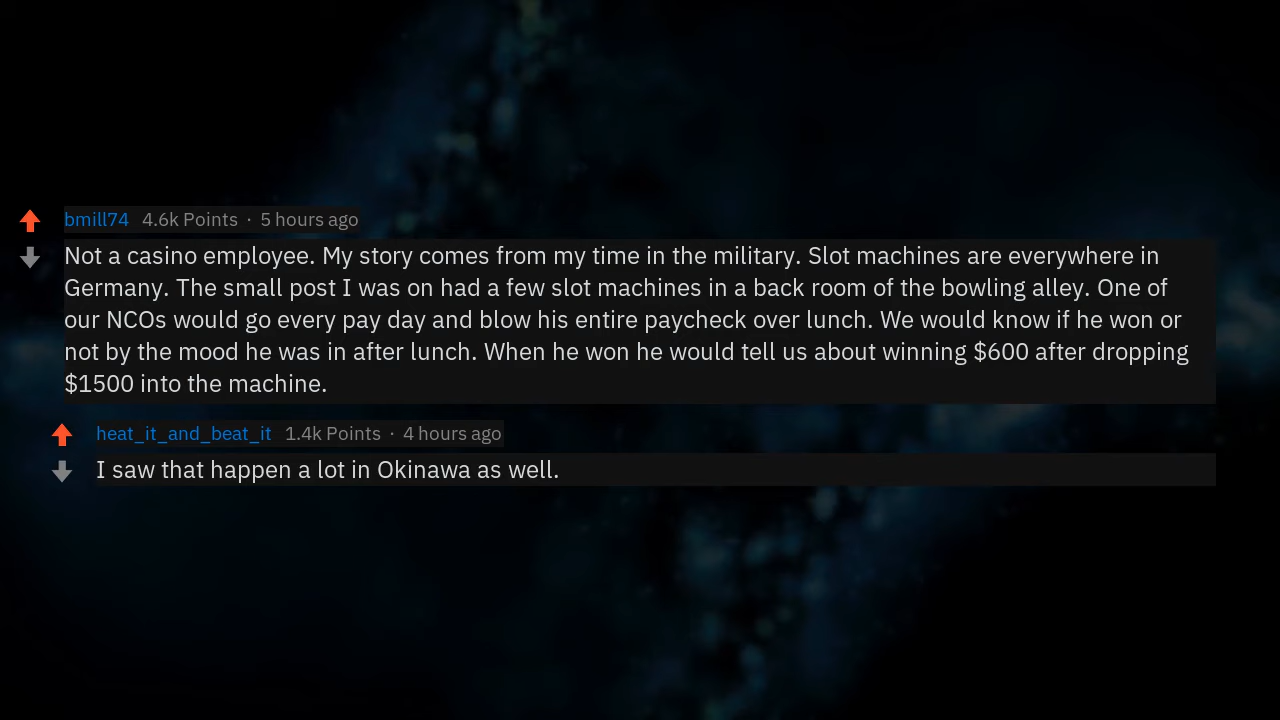 bmill74 4.6k Points · 5 hours ago
Not a casino employee. My story comes from my time in the military. Slot machines are everywhere in
Germany. The small post I was on had a few slot machines in a back room of the bowling alley. One of
our NCOs would go every pay day and blow his entire paycheck over lunch. We would know if he won or
not by the mood he was in after lunch. When he won he would tell us about winning $600 after dropping
$1500 into the machine.
heat_it_and_beat_it 1.4k Points · 4 hours ago
I saw that happen a lot in Okinawa as well.